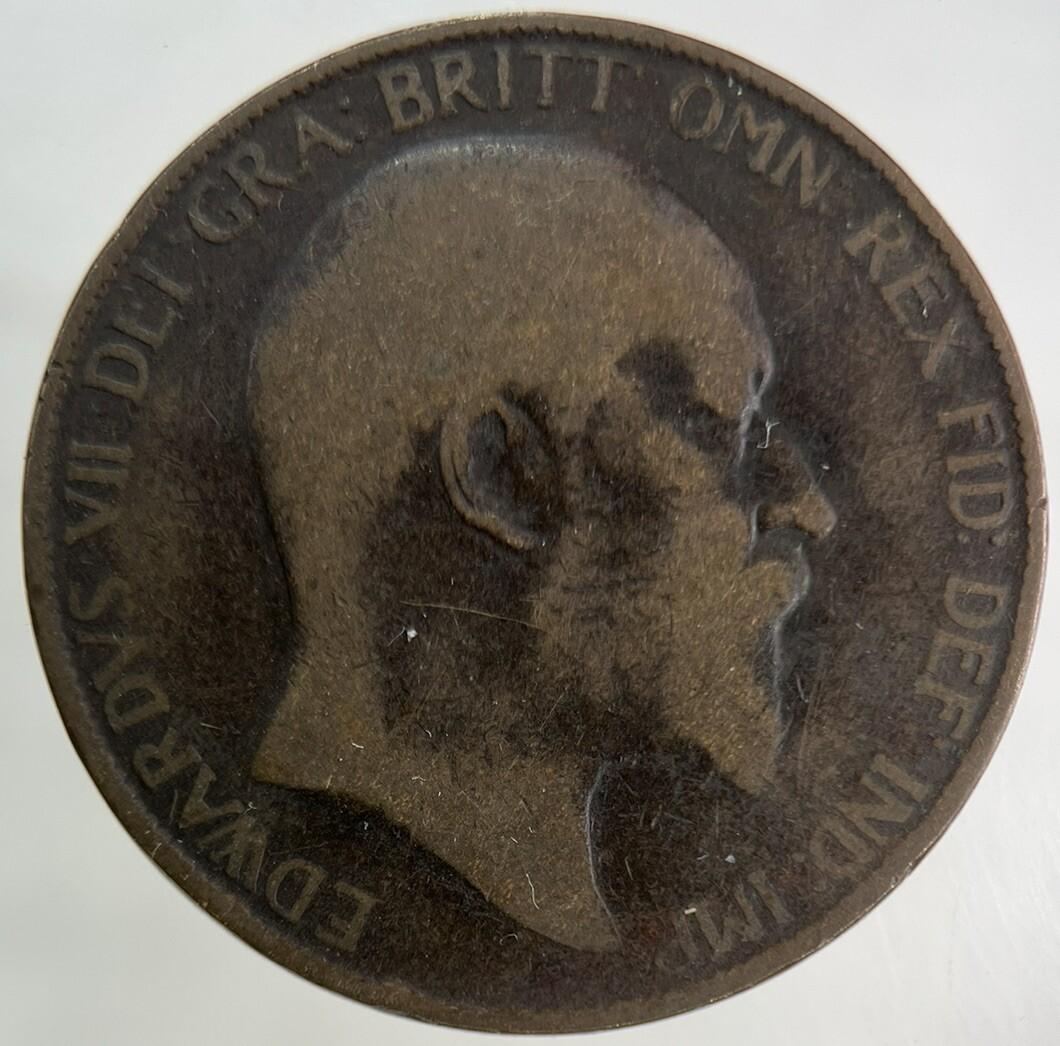 EDWARDVS VII DEI GRA: BRITT OMN: REX FID: DEF: IND: IMP: